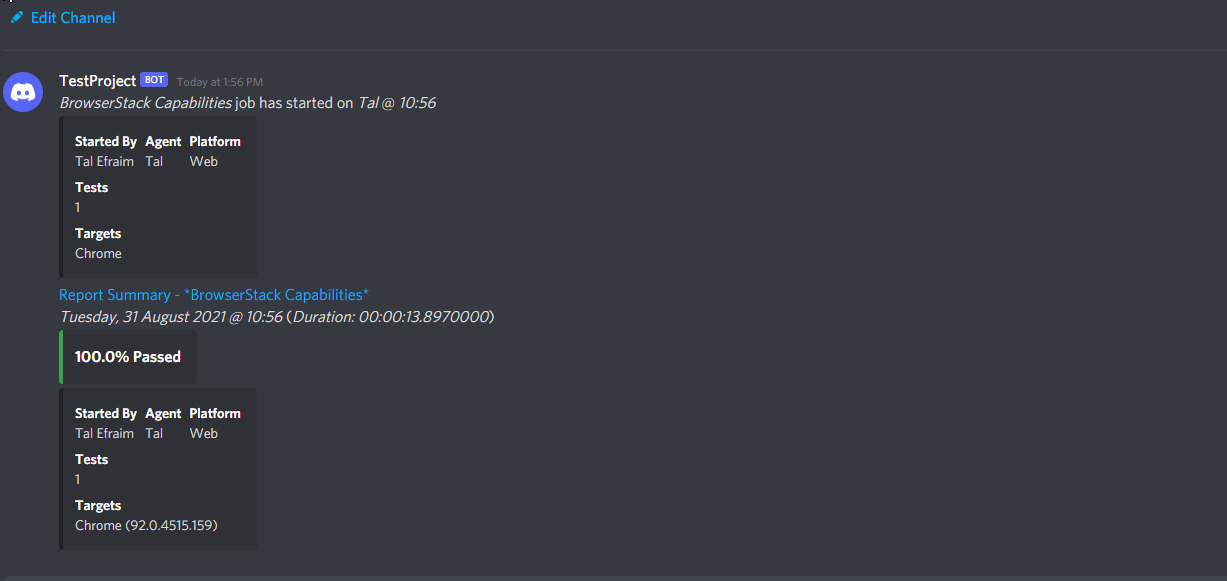 Edit Channel
TestProject BOT Today at 1:56 PM
BrowserStack Capabilities job has started on Tal @ 10:56
Started By Agent Platform
Tal Efraim Tal Web
Tests
1
Targets
Chrome
Report Summary - *BrowserStack Capabilities*
Tuesday, 31 August 2021 @ 10:56 (Duration: 00:00:13.8970000)
100.0% Passed
Started By Agent Platform
Tal Efraim Tal Web
Tests
1
Targets
Chrome (92.0.4515.159)